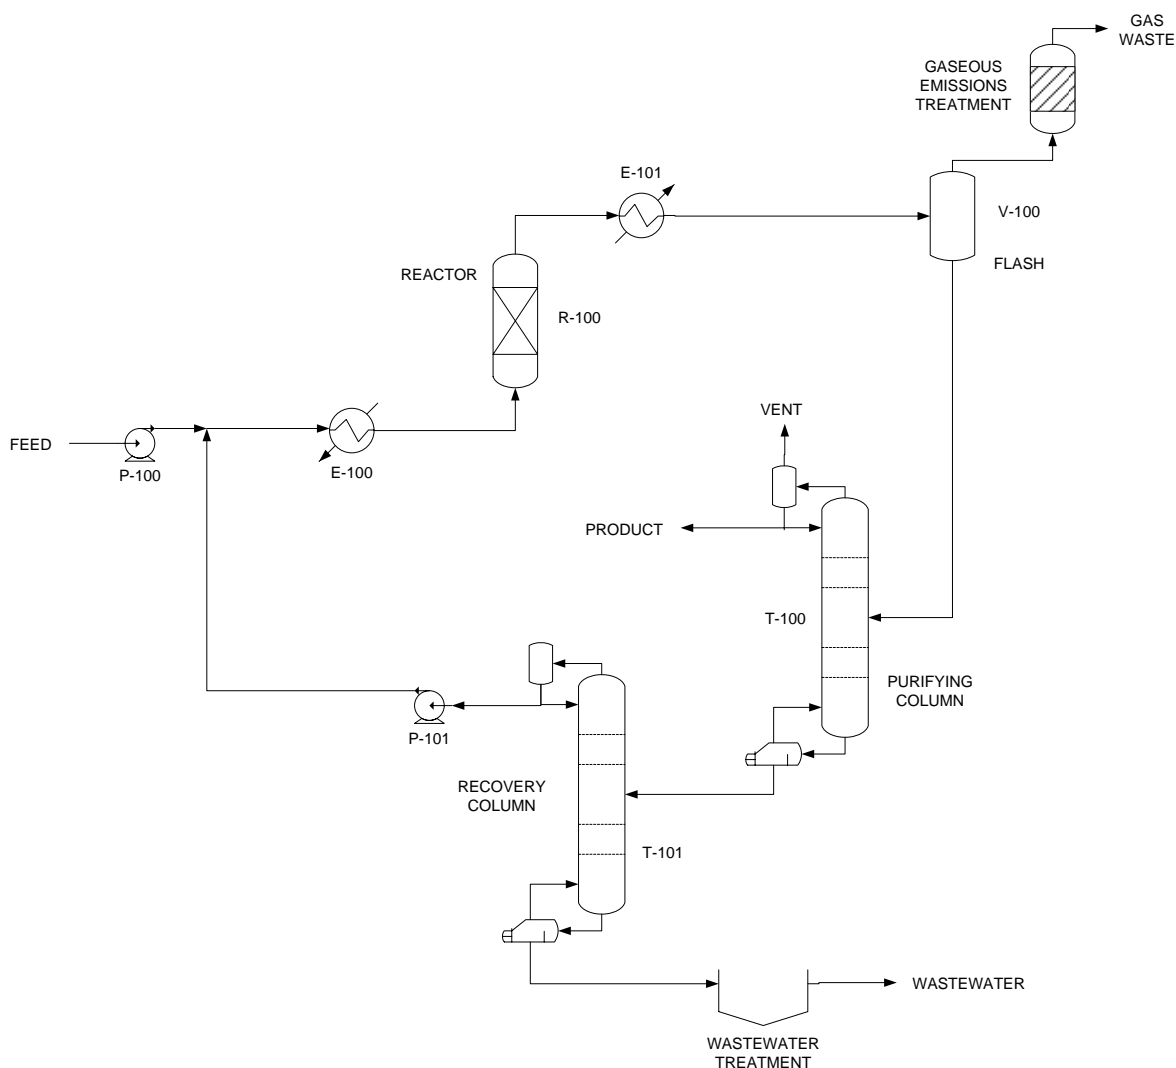 GAS
WASTE
GASEOUS
EMISSIONS
TREATMENT
E-101
V-100
FLASH
REACTOR
R-100
FEED
P-100
E-100
VENT
PRODUCT
T-100
PURIFYING
COLUMN
P-101
RECOVERY
COLUMN
T-101
WASTEWATER
WASTEWATER
TREATMENT